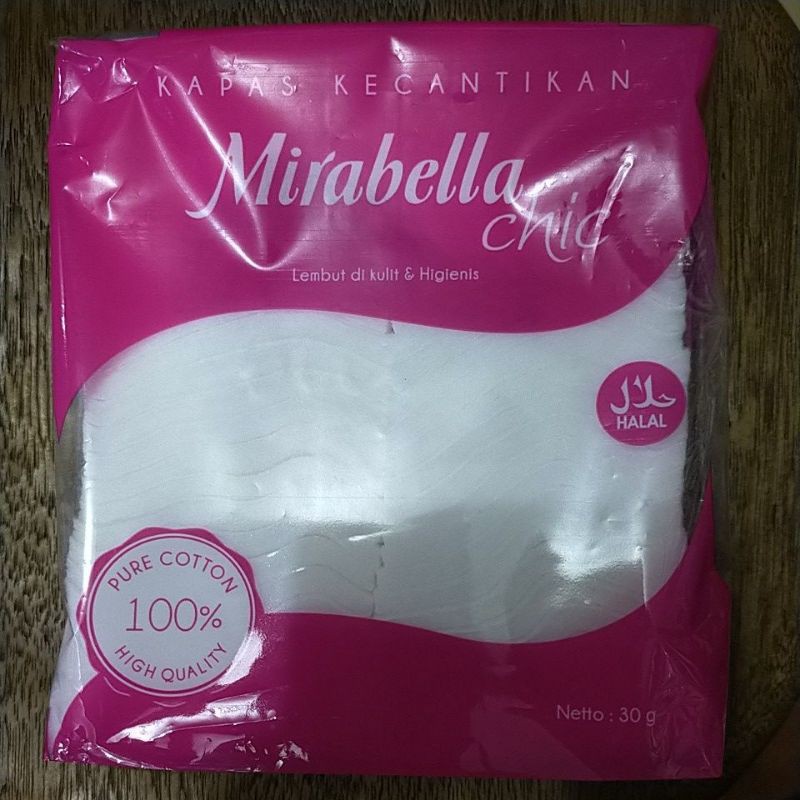 KAPAS KECANTIKAN
Mirabella
chic
Lembut di kulit & Higienis
حلال
HALAL
PURE COTTON
100%
HIGH QUALITY
Netto : 30 g